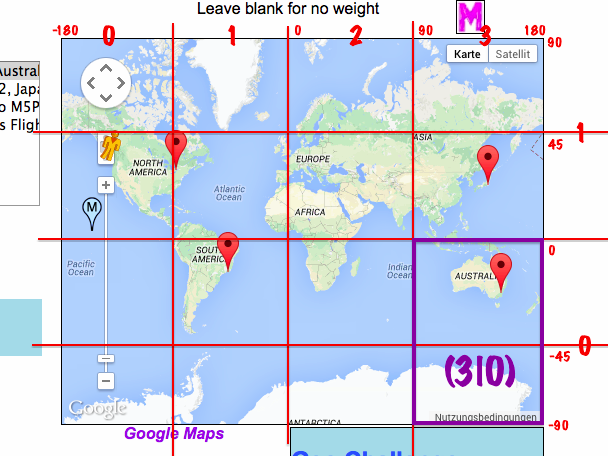 Leave blank for no weight
M
-180
0
1
0
2
90
3
180
90
Austral
2, Japa
o M5P
s Fligh
Karte
Satellit
1
45
ASIA
EUROPE
NORTH
AMERICA
Atlantic
Ocean
M
AFRICA
0
SOUTH
AMERICA
Pacific
Ocean
Indian
Ocean
AUSTRALIA
0
-45
(3|0)
Google
Nutzungsbedingungen
ANTARCTICA
-90
Google Maps
Geo Challenge